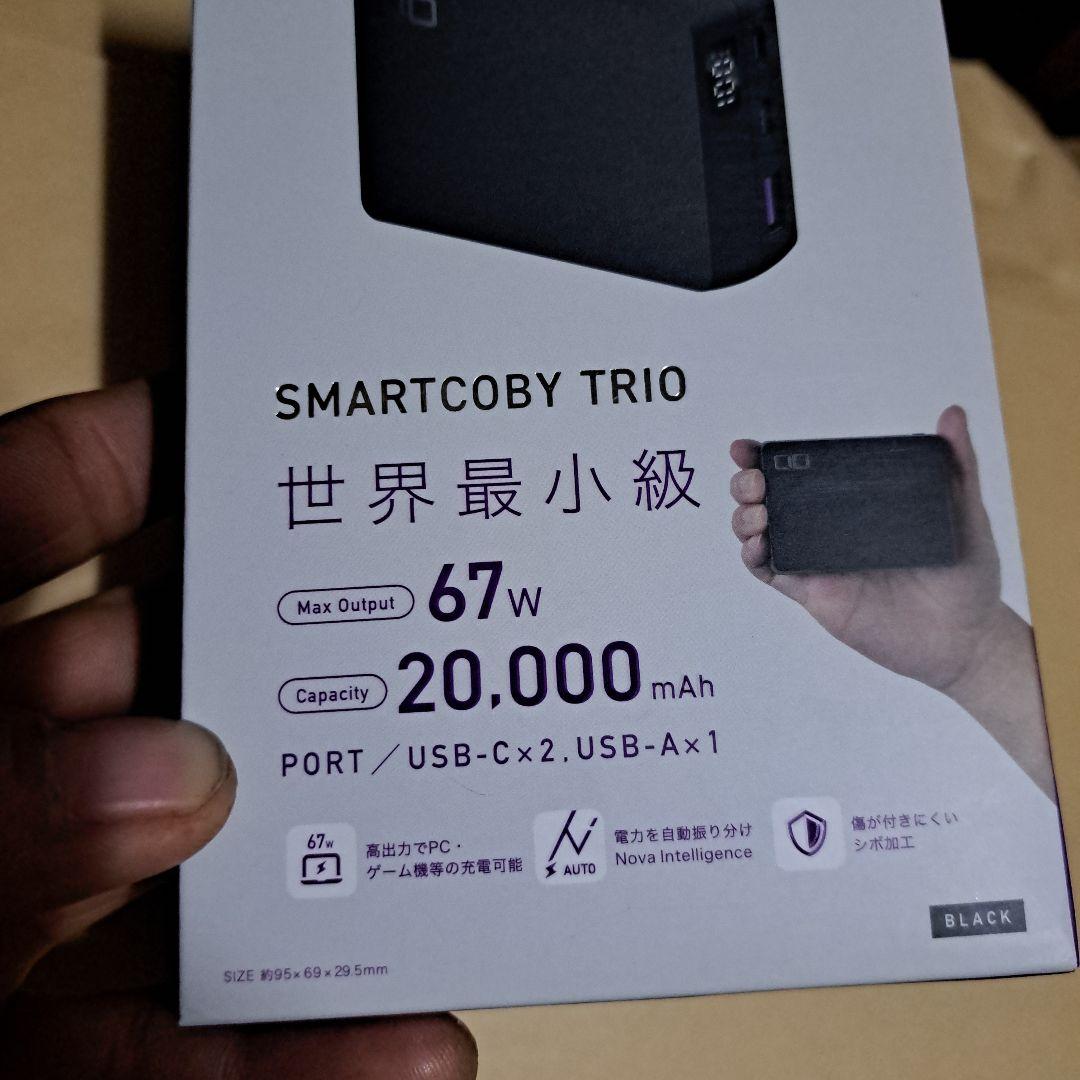 100
SMARTCOBY TRIO
世界最小級
Max Output 67W
Capacity 20,000mAh
PORT／USB-C×2,USB-A×1
67w
高出力でPC・
ゲーム機等の充電可能
AUTO
電力を自動振り分け
Nova Intelligence
傷が付きにくい
シボ加工
BLACK
SIZE 約95×69×29.5mm